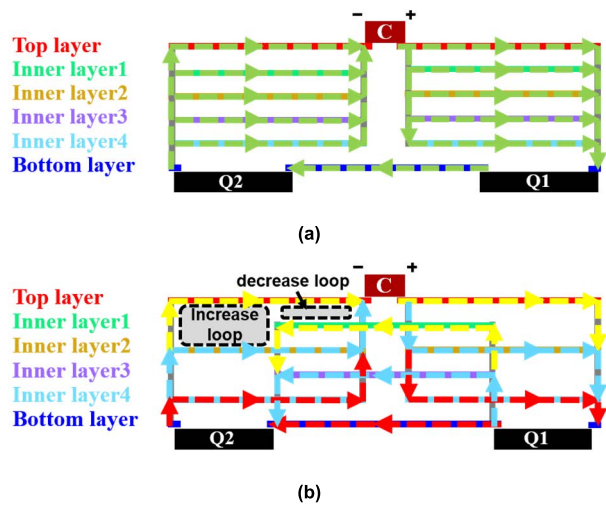 − +
C
Top layer
Inner layer1
Inner layer2
Inner layer3
Inner layer4
Bottom layer
Q2 Q1
(a)
decrease loop − +
C
Top layer
Increase
loop
Inner layer1
Inner layer2
Inner layer3
Inner layer4
Bottom layer
Q2 Q1
(b)